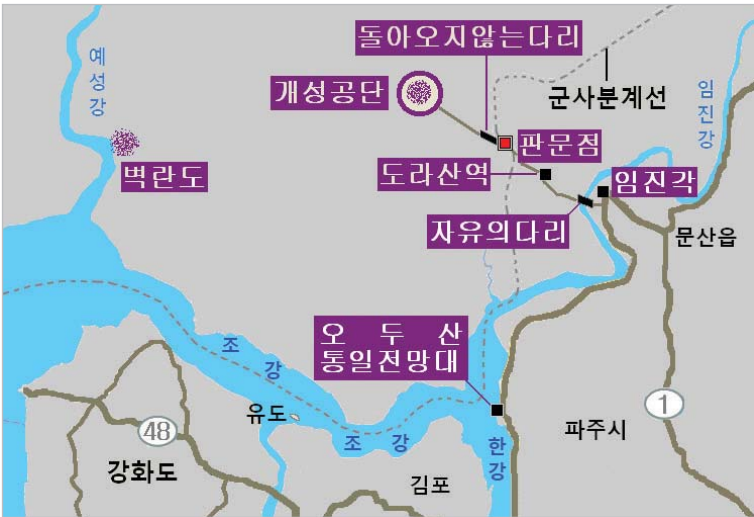 돌아오지않는다리
예성강
개성공단
군사분계선
임진강
벽란도
판문점
도라산역
임진각
자유의다리
문산읍
오 두 산
통일전망대
조강
유도
조강
48
1
강화도
김포
한강
파주시